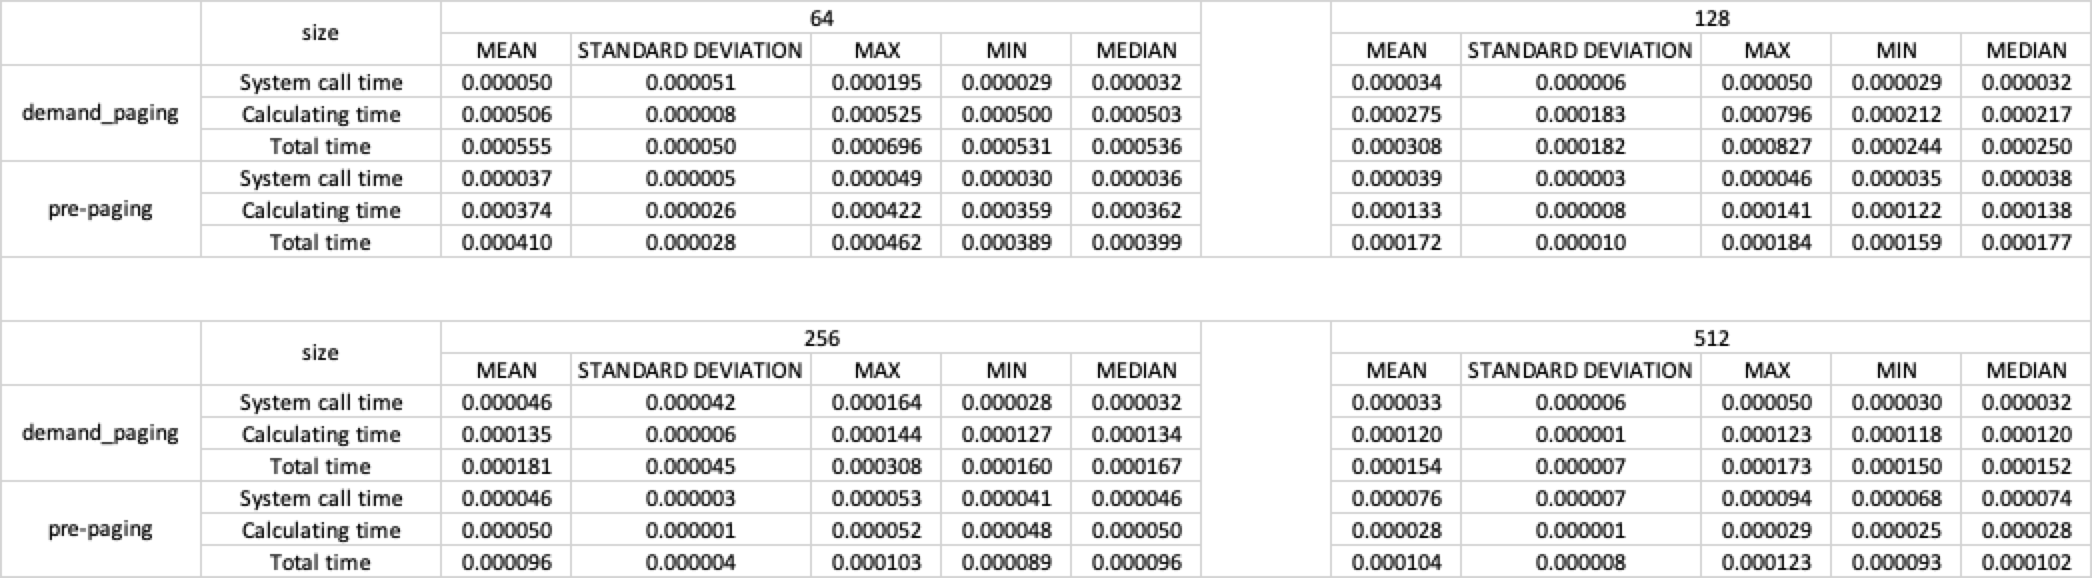 size 64 128
MEAN STANDARD DEVIATION MAX MIN MEDIAN MEAN STANDARD DEVIATION MAX MIN MEDIAN
demand_paging System call time 0.000050 0.000051 0.000195 0.000029 0.000032 0.000034 0.000006 0.000050 0.000029 0.000032
Calculating time 0.000506 0.000008 0.000525 0.000500 0.000503 0.000275 0.000183 0.000796 0.000212 0.000217
Total time 0.000555 0.000050 0.000696 0.000531 0.000536 0.000308 0.000182 0.000827 0.000244 0.000250
pre-paging System call time 0.000037 0.000005 0.000049 0.000030 0.000036 0.000039 0.000003 0.000046 0.000035 0.000038
Calculating time 0.000374 0.000026 0.000422 0.000359 0.000362 0.000133 0.000008 0.000141 0.000122 0.000138
Total time 0.000410 0.000028 0.000462 0.000389 0.000399 0.000172 0.000010 0.000184 0.000159 0.000177
size 256 512
MEAN STANDARD DEVIATION MAX MIN MEDIAN MEAN STANDARD DEVIATION MAX MIN MEDIAN
demand_paging System call time 0.000046 0.000042 0.000164 0.000028 0.000032 0.000033 0.000006 0.000050 0.000030 0.000032
Calculating time 0.000135 0.000006 0.000144 0.000127 0.000134 0.000120 0.000001 0.000123 0.000118 0.000120
Total time 0.000181 0.000045 0.000308 0.000160 0.000167 0.000154 0.000007 0.000173 0.000150 0.000152
pre-paging System call time 0.000046 0.000003 0.000053 0.000041 0.000046 0.000076 0.000007 0.000094 0.000068 0.000074
Calculating time 0.000050 0.000001 0.000052 0.000048 0.000050 0.000028 0.000001 0.000029 0.000025 0.000028
Total time 0.000096 0.000004 0.000103 0.000089 0.000096 0.000104 0.000008 0.000123 0.000093 0.000102